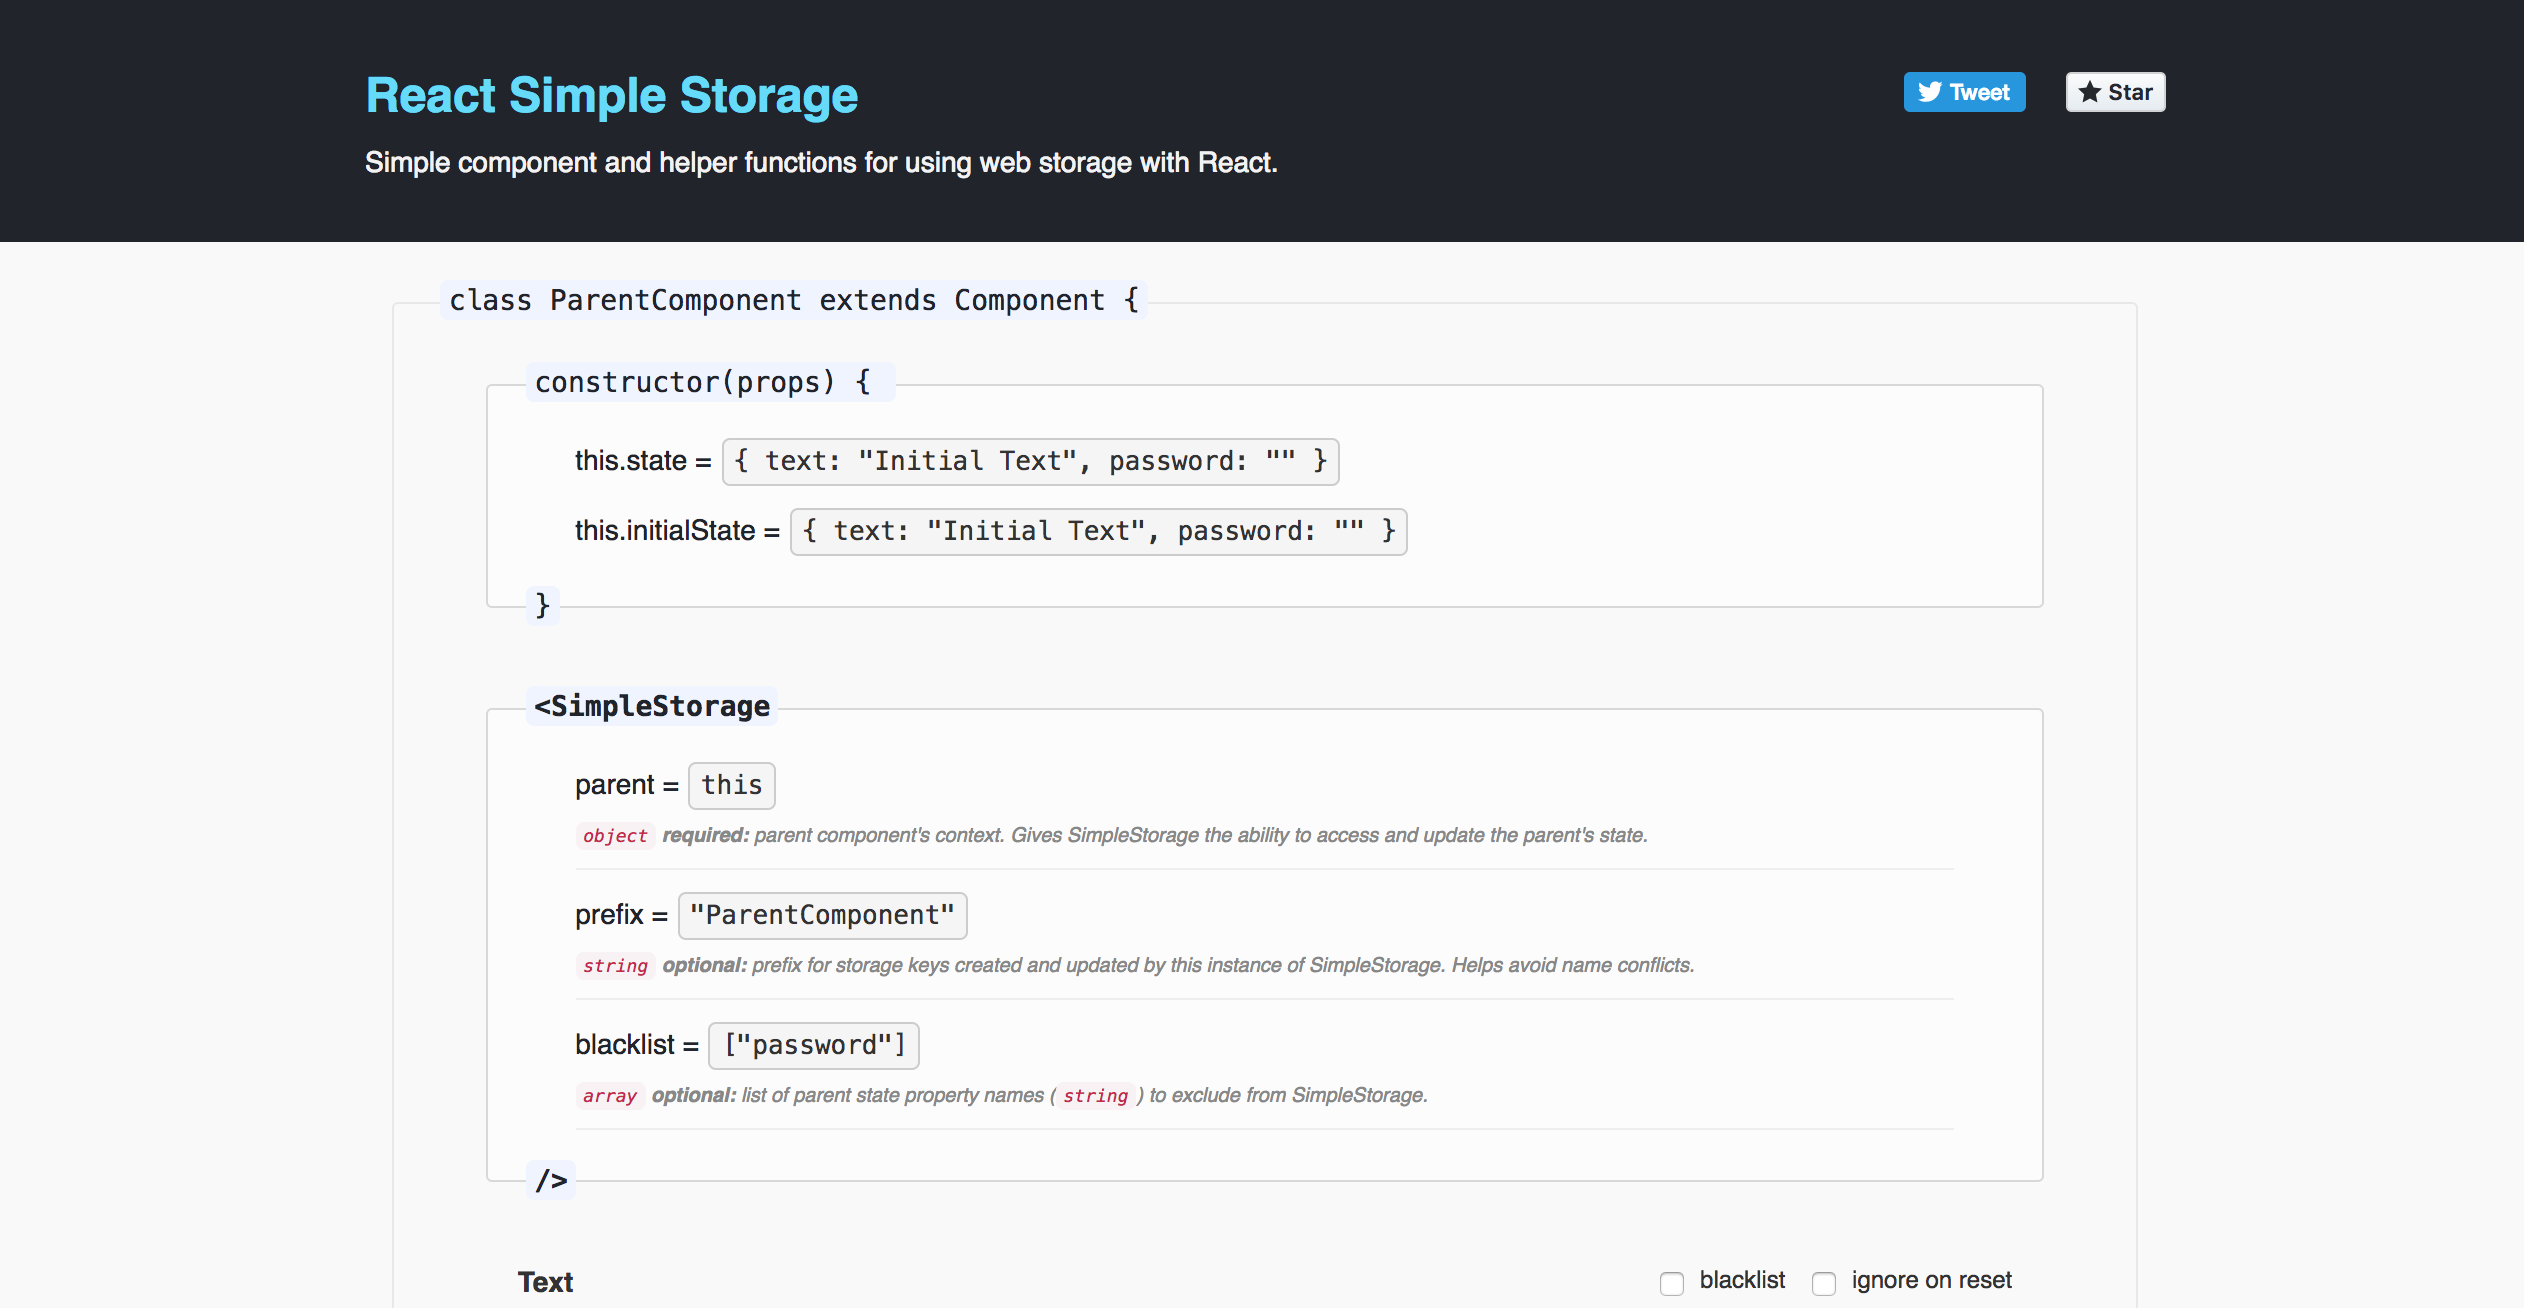 React Simple Storage
Tweet
Star
Simple component and helper functions for using web storage with React.
class ParentComponent extends Component {
constructor(props) {
this.state = { text: "Initial Text", password: "" }
this.initialState = { text: "Initial Text", password: "" }
}
<SimpleStorage
parent = this
object required: parent component's context. Gives SimpleStorage the ability to access and update the parent's state.
prefix = "ParentComponent"
string optional: prefix for storage keys created and updated by this instance of SimpleStorage. Helps avoid name conflicts.
blacklist = ["password"]
array optional: list of parent state property names (string) to exclude from SimpleStorage.
/>
Text
blacklist
ignore on reset